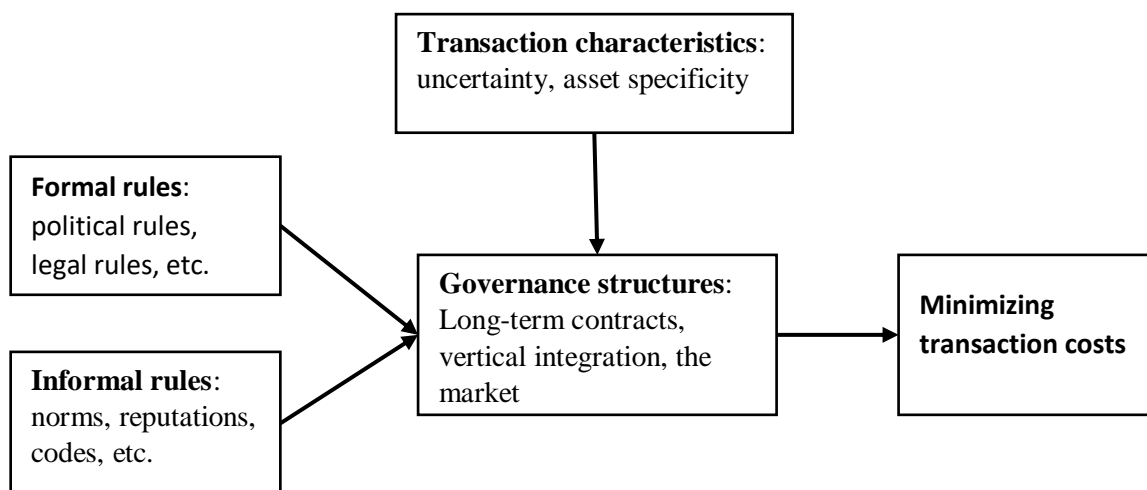 Transaction characteristics:
uncertainty, asset specificity
Formal rules:
political rules,
legal rules, etc.
Governance structures:
Long-term contracts,
vertical integration, the
market
Minimizing
transaction costs
Informal rules:
norms, reputations,
codes, etc.